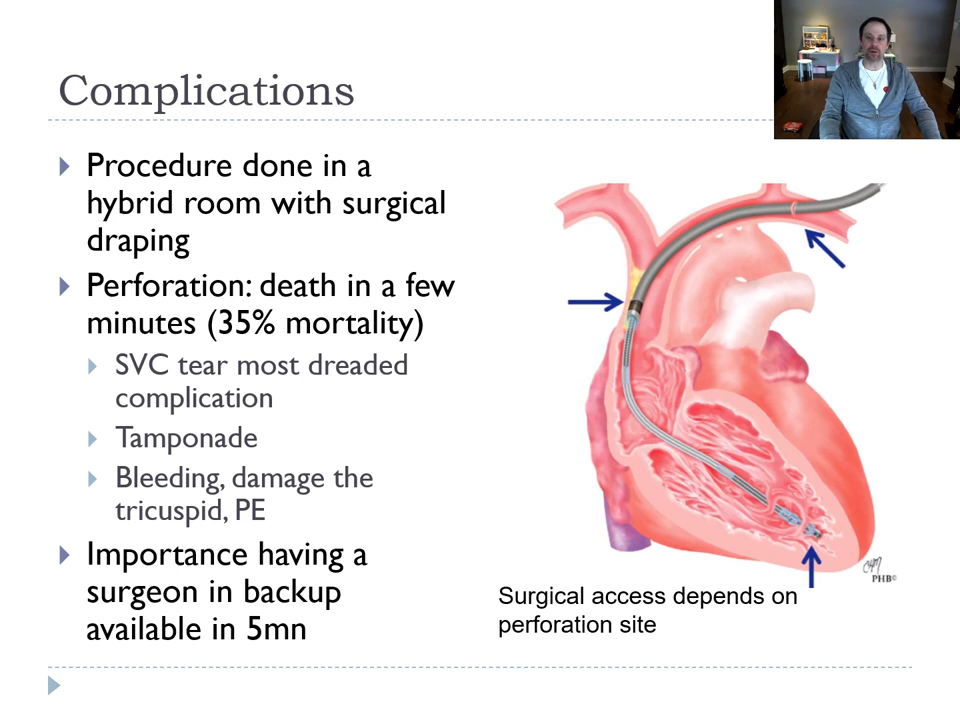 Complications
Procedure done in a
hybrid room with surgical
draping
Perforation: death in a few
minutes (35% mortality)
SVC tear most dreaded
complication
Tamponade
Bleeding, damage the
tricuspid, PE
Importance having a
surgeon in backup
available in 5mn
PHB©
Surgical access depends on
perforation site